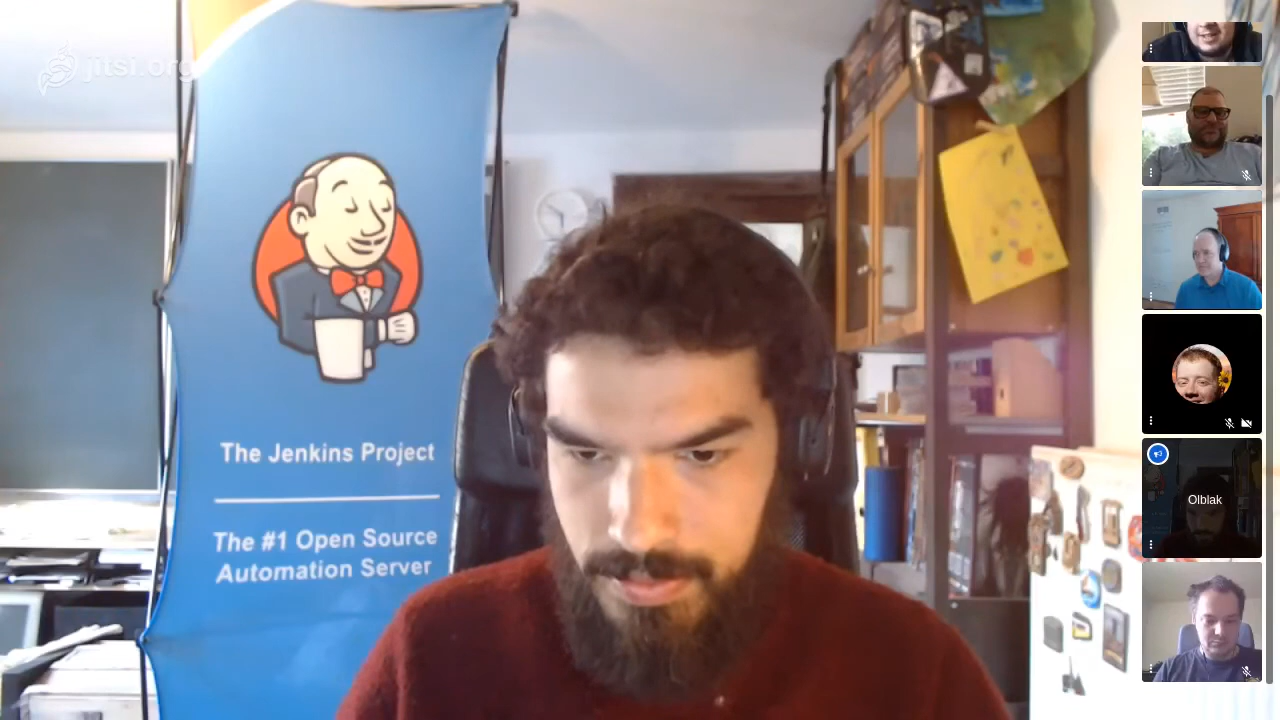 jitsi.org
The Jenkins Project
The #1 Open Source
Automation Server
Olblak